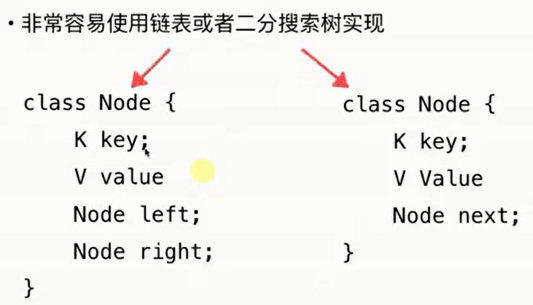 • 非常容易使用链表或者二分搜索树实现
class Node {
    K key;
    V value
    Node left;
    Node right;
}
class Node {
    K key;
    V Value
    Node next;
}